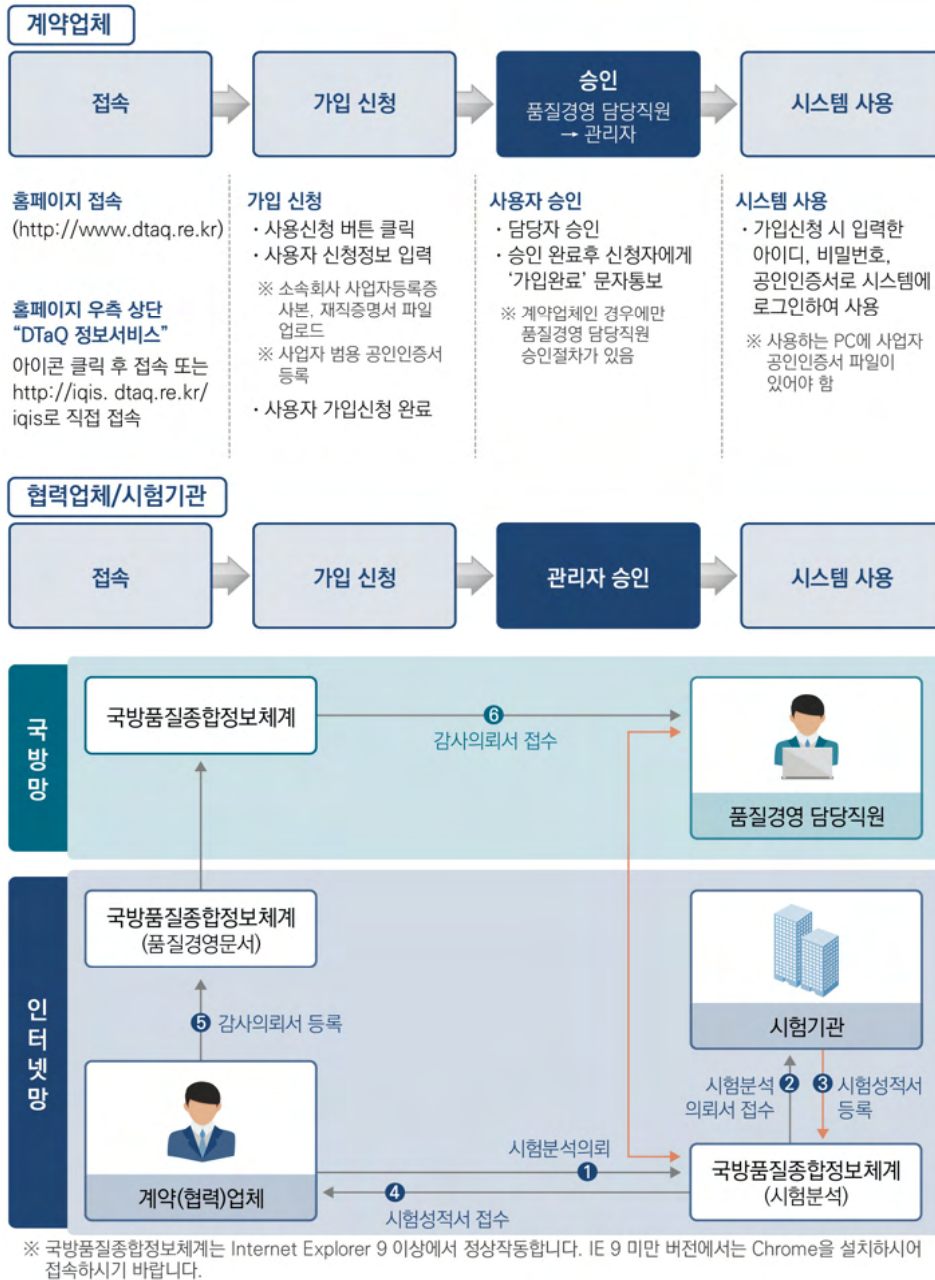 계약업체
접속
가입 신청
승인
품질경영 담당직원
→ 관리자
시스템 사용
홈페이지 접속
(http://www.dtaq.re.kr)
홈페이지 우측 상단
“DTaQ 정보서비스”
아이콘 클릭 후 접속 또는
http://iqis. dtaq.re.kr/
iqis로 직접 접속
가입 신청
· 사용신청 버튼 클릭
· 사용자 신청정보 입력
※ 소속회사 사업자등록증
사본, 재직증명서 파일
업로드
※ 사업자 범용 공인인증서
등록
· 사용자 가입신청 완료
사용자 승인
· 담당자 승인
· 승인 완료후 신청자에게
‘가입완료’ 문자통보
※ 계약업체인 경우에만
품질경영 담당직원
승인절차가 있음
시스템 사용
· 가입신청 시 입력한
아이디, 비밀번호,
공인인증서로 시스템에
로그인하여 사용
※ 사용하는 PC에 사업자
공인인증서 파일이
있어야 함
협력업체/시험기관
접속
가입 신청
관리자 승인
시스템 사용
국방망
국방품질종합정보체계
6
감사의뢰서 접수
품질경영 담당직원
인터넷망
국방품질종합정보체계
(품질경영문서)
시험기관
5 감사의뢰서 등록
시험분석 2
의뢰서 접수
3 시험성적서
등록
계약(협력)업체
시험분석의뢰
1
4
시험성적서 접수
국방품질종합정보체계
(시험분석)
※ 국방품질종합정보체계는 Internet Explorer 9 이상에서 정상작동합니다. IE 9 미만 버전에서는 Chrome을 설치하시어
접속하시기 바랍니다.